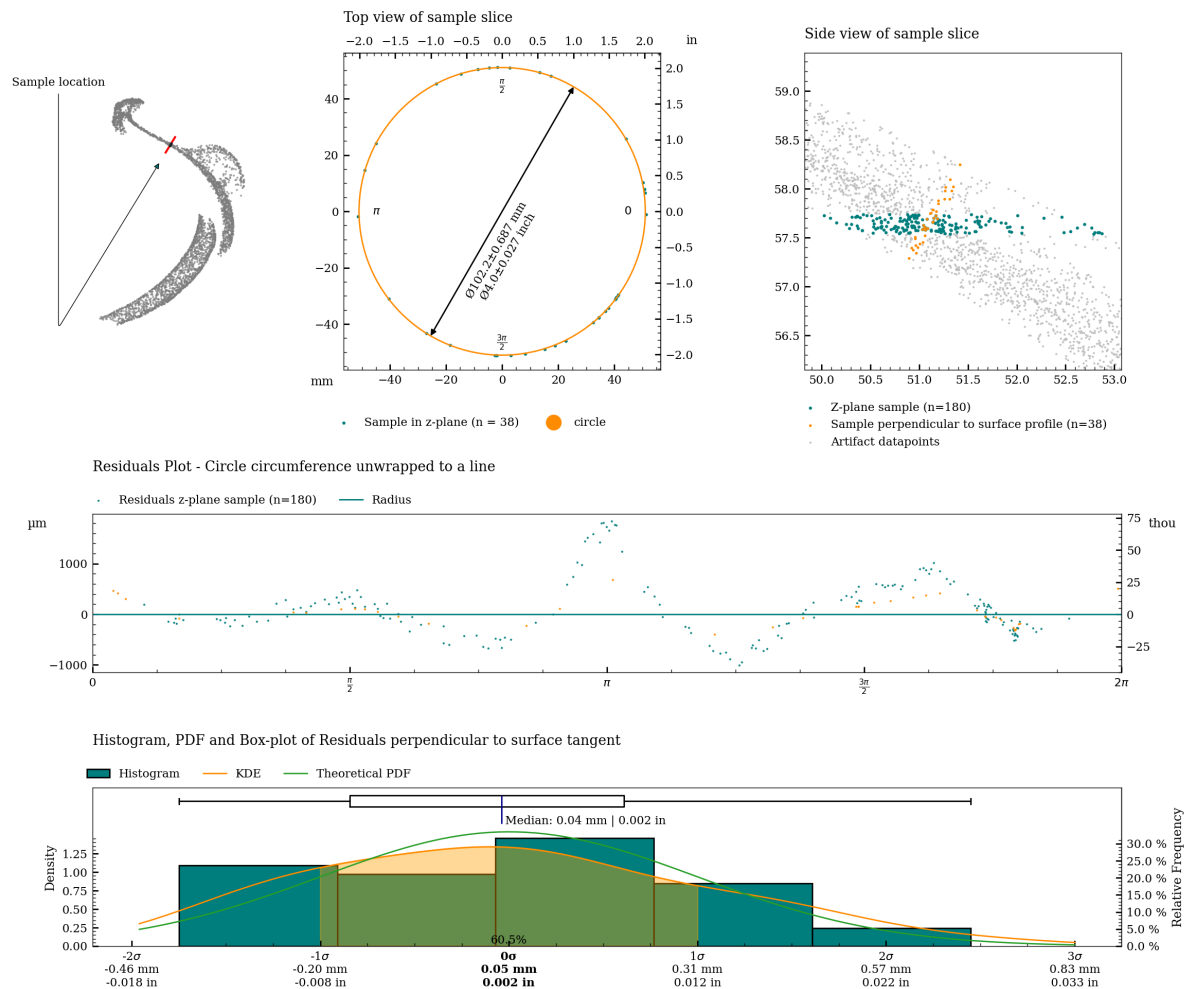 Top view of sample slice
Side view of sample slice
−2.0 −1.5 −1.0 −0.5 0.0 0.5 1.0 1.5 2.0 in
Sample location
40
20
0
−20
−40
mm
−40 −20 0 20 40
2.0
1.5
1.0
0.5
0.0
−0.5
−1.0
−1.5
−2.0
π/2
π
0
3π/2
Ø102.2±0.687 mm
Ø4.0±0.027 inch
Sample in z-plane (n = 38) circle
59.0
58.5
58.0
57.5
57.0
56.5
50.0 50.5 51.0 51.5 52.0 52.5 53.0
Z-plane sample (n=180)
Sample perpendicular to surface profile (n=38)
Artifact datapoints
Residuals Plot - Circle circumference unwrapped to a line
Residuals z-plane sample (n=180) Radius
µm
1000
0
−1000
75 thou
50
25
0
−25
0 π/2 π 3π/2 2π
Histogram, PDF and Box-plot of Residuals perpendicular to surface tangent
Histogram KDE Theoretical PDF
Median: 0.04 mm | 0.002 in
Density
1.25
1.00
0.75
0.50
0.25
0.00
30.0 %
25.0 %
20.0 %
15.0 %
10.0 %
5.0 %
0.0 %
Relative Frequency
60.5%
-2σ -1σ 0σ 1σ 2σ 3σ
-0.46 mm -0.20 mm 0.05 mm 0.31 mm 0.57 mm 0.83 mm
-0.018 in -0.008 in 0.002 in 0.012 in 0.022 in 0.033 in